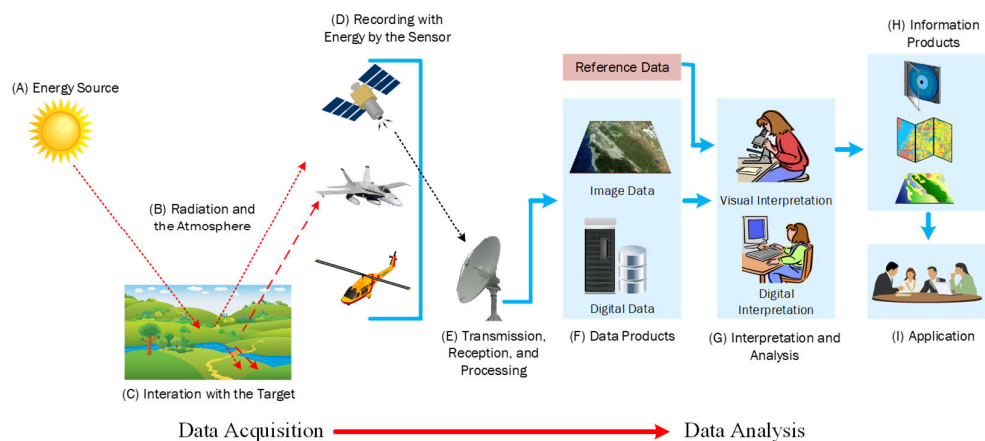 (A) Energy Source
(B) Radiation and
the Atmosphere
(C) Interation with the Target
(D) Recording with
Energy by the Sensor
(E) Transmission,
Reception, and
Processing
Reference Data
Image Data
Digital Data
(F) Data Products
Visual Interpretation
Digital
Interpretation
(G) Interpretation and
Analysis
(H) Information
Products
(I) Application
Data Acquisition
Data Analysis